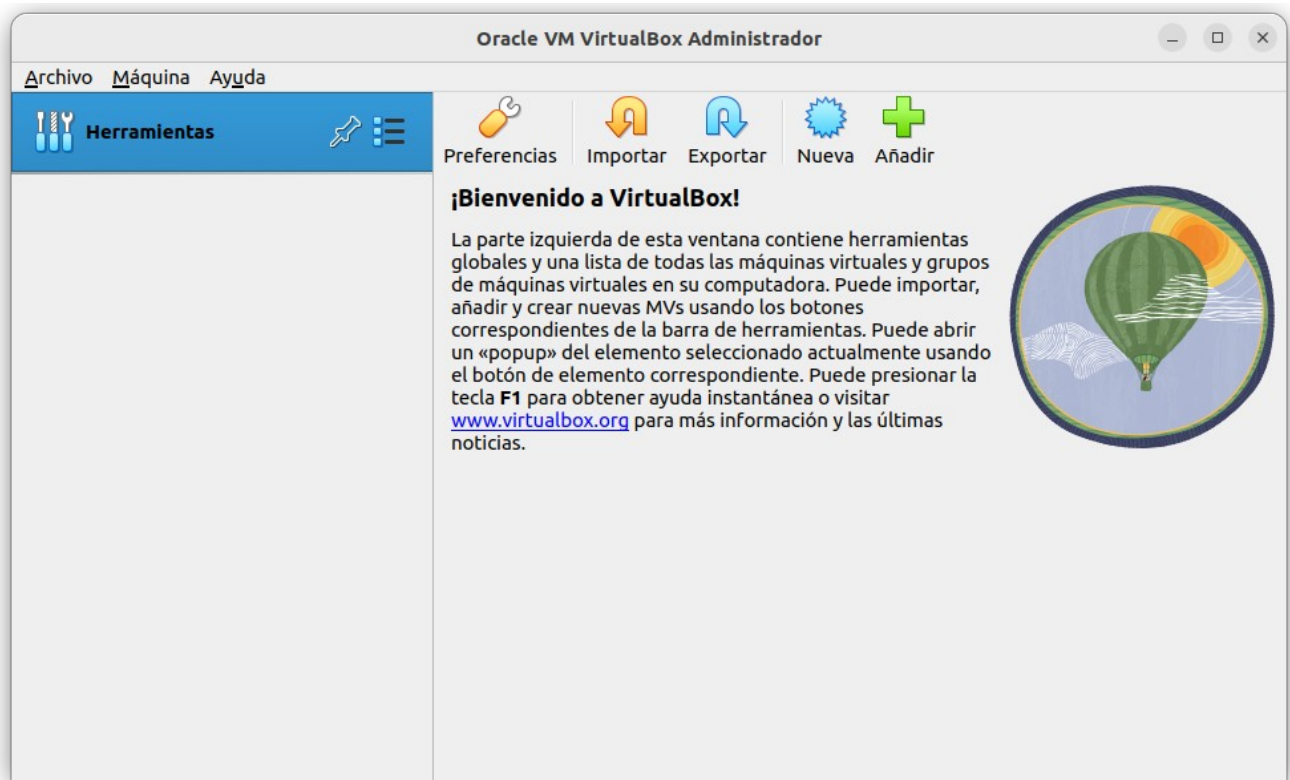 Oracle VM VirtualBox Administrador
Archivo Máquina Ayuda
Herramientas
Preferencias Importar Exportar Nueva Añadir
¡Bienvenido a VirtualBox!
La parte izquierda de esta ventana contiene herramientas
globales y una lista de todas las máquinas virtuales y grupos
de máquinas virtuales en su computadora. Puede importar,
añadir y crear nuevas MVs usando los botones
correspondientes de la barra de herramientas. Puede abrir
un «popup» del elemento seleccionado actualmente usando
el botón de elemento correspondiente. Puede presionar la
tecla F1 para obtener ayuda instantánea o visitar
www.virtualbox.org para más información y las últimas
noticias.